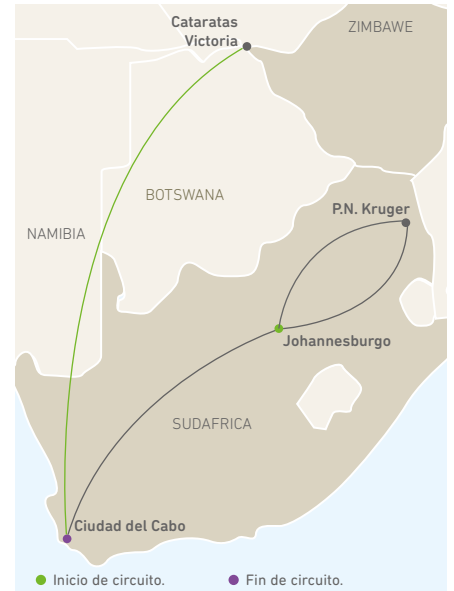 Cataratas
Victoria
ZIMBAWE
BOTSWANA
P.N. Kruger
NAMIBIA
Johannesburgo
SUDAFRICA
Ciudad del Cabo
Inicio de circuito.
Fin de circuito.